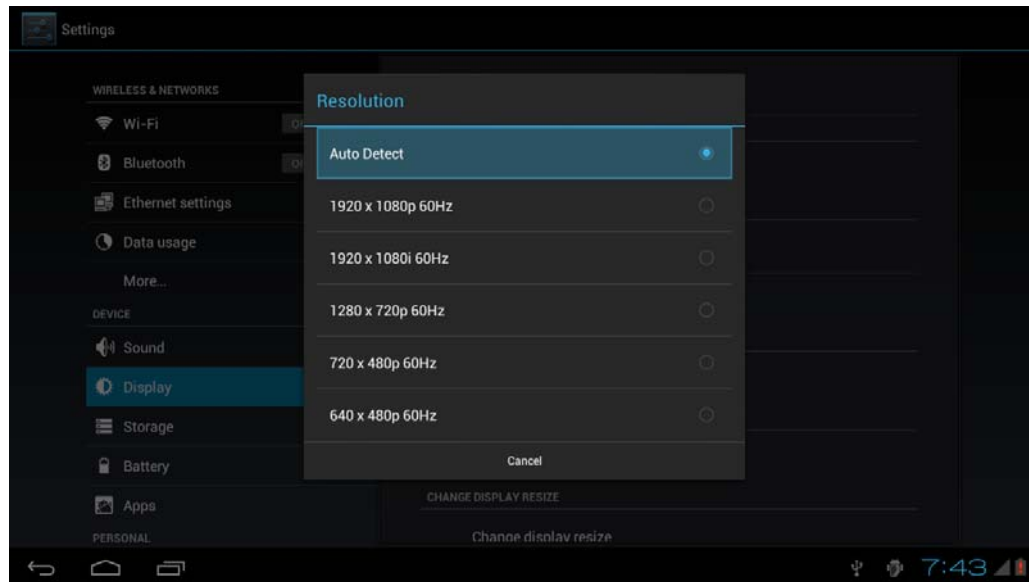 Settings
WIRELESS & NETWORKS
Wi-Fi
Bluetooth
Ethernet settings
Data usage
More...
DEVICE
Sound
Display
Storage
Battery
Apps
PERSONAL
Resolution
Auto Detect
1920 x 1080p 60Hz
1920 x 1080i 60Hz
1280 x 720p 60Hz
720 x 480p 60Hz
640 x 480p 60Hz
Cancel
CHANGE DISPLAY RESIZE
Change display resize
7:43